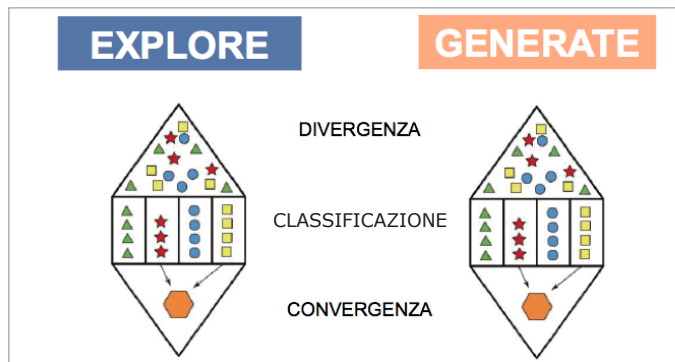 EXPLORE
GENERATE
DIVERGENZA
CLASSIFICAZIONE
CONVERGENZA